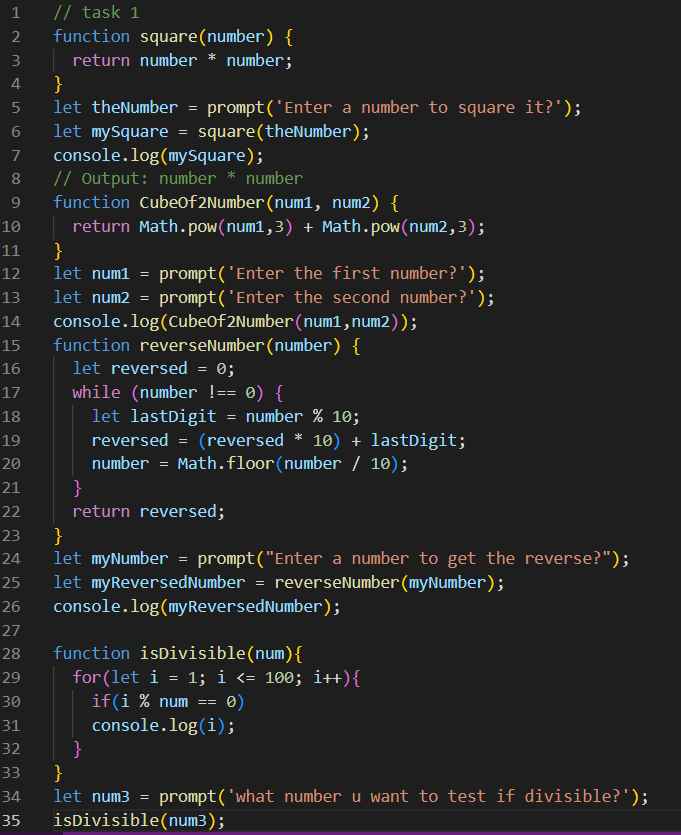 1 // task 1
2 function square(number) {
3   return number * number;
4 }
5 let theNumber = prompt('Enter a number to square it?');
6 let mySquare = square(theNumber);
7 console.log(mySquare);
8 // Output: number * number
9 function CubeOf2Number(num1, num2) {
10   return Math.pow(num1,3) + Math.pow(num2,3);
11 }
12 let num1 = prompt('Enter the first number?');
13 let num2 = prompt('Enter the second number?');
14 console.log(CubeOf2Number(num1,num2));
15 function reverseNumber(number) {
16   let reversed = 0;
17   while (number !== 0) {
18     let lastDigit = number % 10;
19     reversed = (reversed * 10) + lastDigit;
20     number = Math.floor(number / 10);
21   }
22   return reversed;
23 }
24 let myNumber = prompt("Enter a number to get the reverse?");
25 let myReversedNumber = reverseNumber(myNumber);
26 console.log(myReversedNumber);
27
28 function isDivisible(num){
29   for(let i = 1; i <= 100; i++){
30     if(i % num == 0)
31     console.log(i);
32   }
33 }
34 let num3 = prompt('what number u want to test if divisible?');
35 isDivisible(num3);